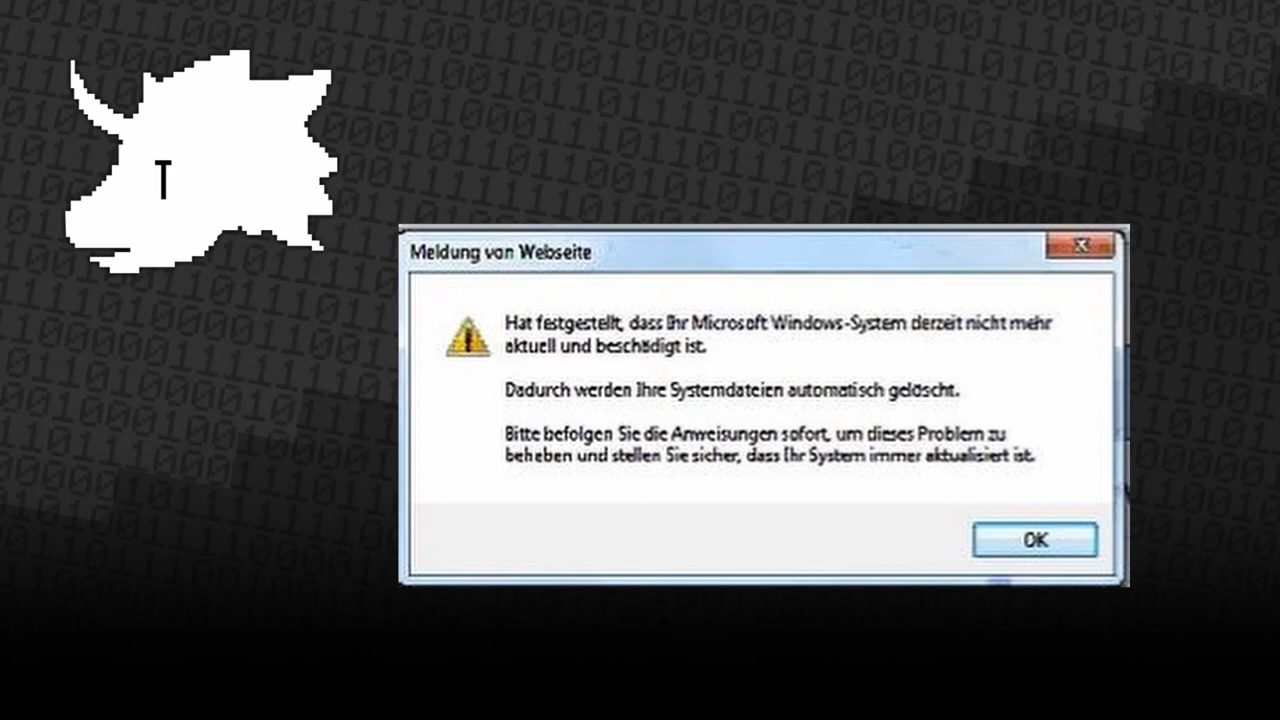 T
Meldung von Webseite
Hat festgestellt, dass Ihr Microsoft Windows-System derzeit nicht mehr
aktuell und beschädigt ist.
Dadurch werden Ihre Systemdateien automatisch gelöscht.
Bitte befolgen Sie die Anweisungen sofort, um dieses Problem zu
beheben und stellen Sie sicher, dass Ihr System immer aktualisiert ist.
OK